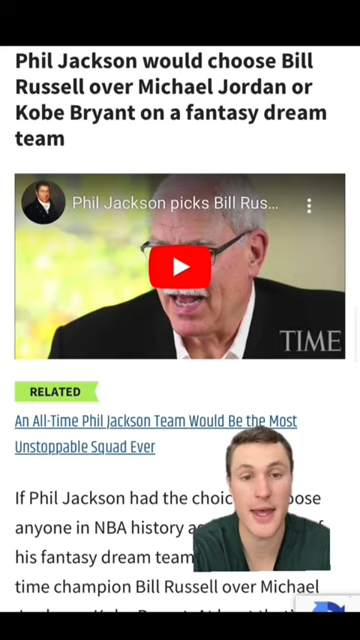 Phil Jackson would choose Bill
Russell over Michael Jordan or
Kobe Bryant on a fantasy dream
team
Phil Jackson picks Bill Rus...
TIME
RELATED
An All-Time Phil Jackson Team Would Be the Most
Unstoppable Squad Ever
If Phil Jackson had the
anyone in NBA history
his fantasy dream team
time champion Bill Russell over Michael